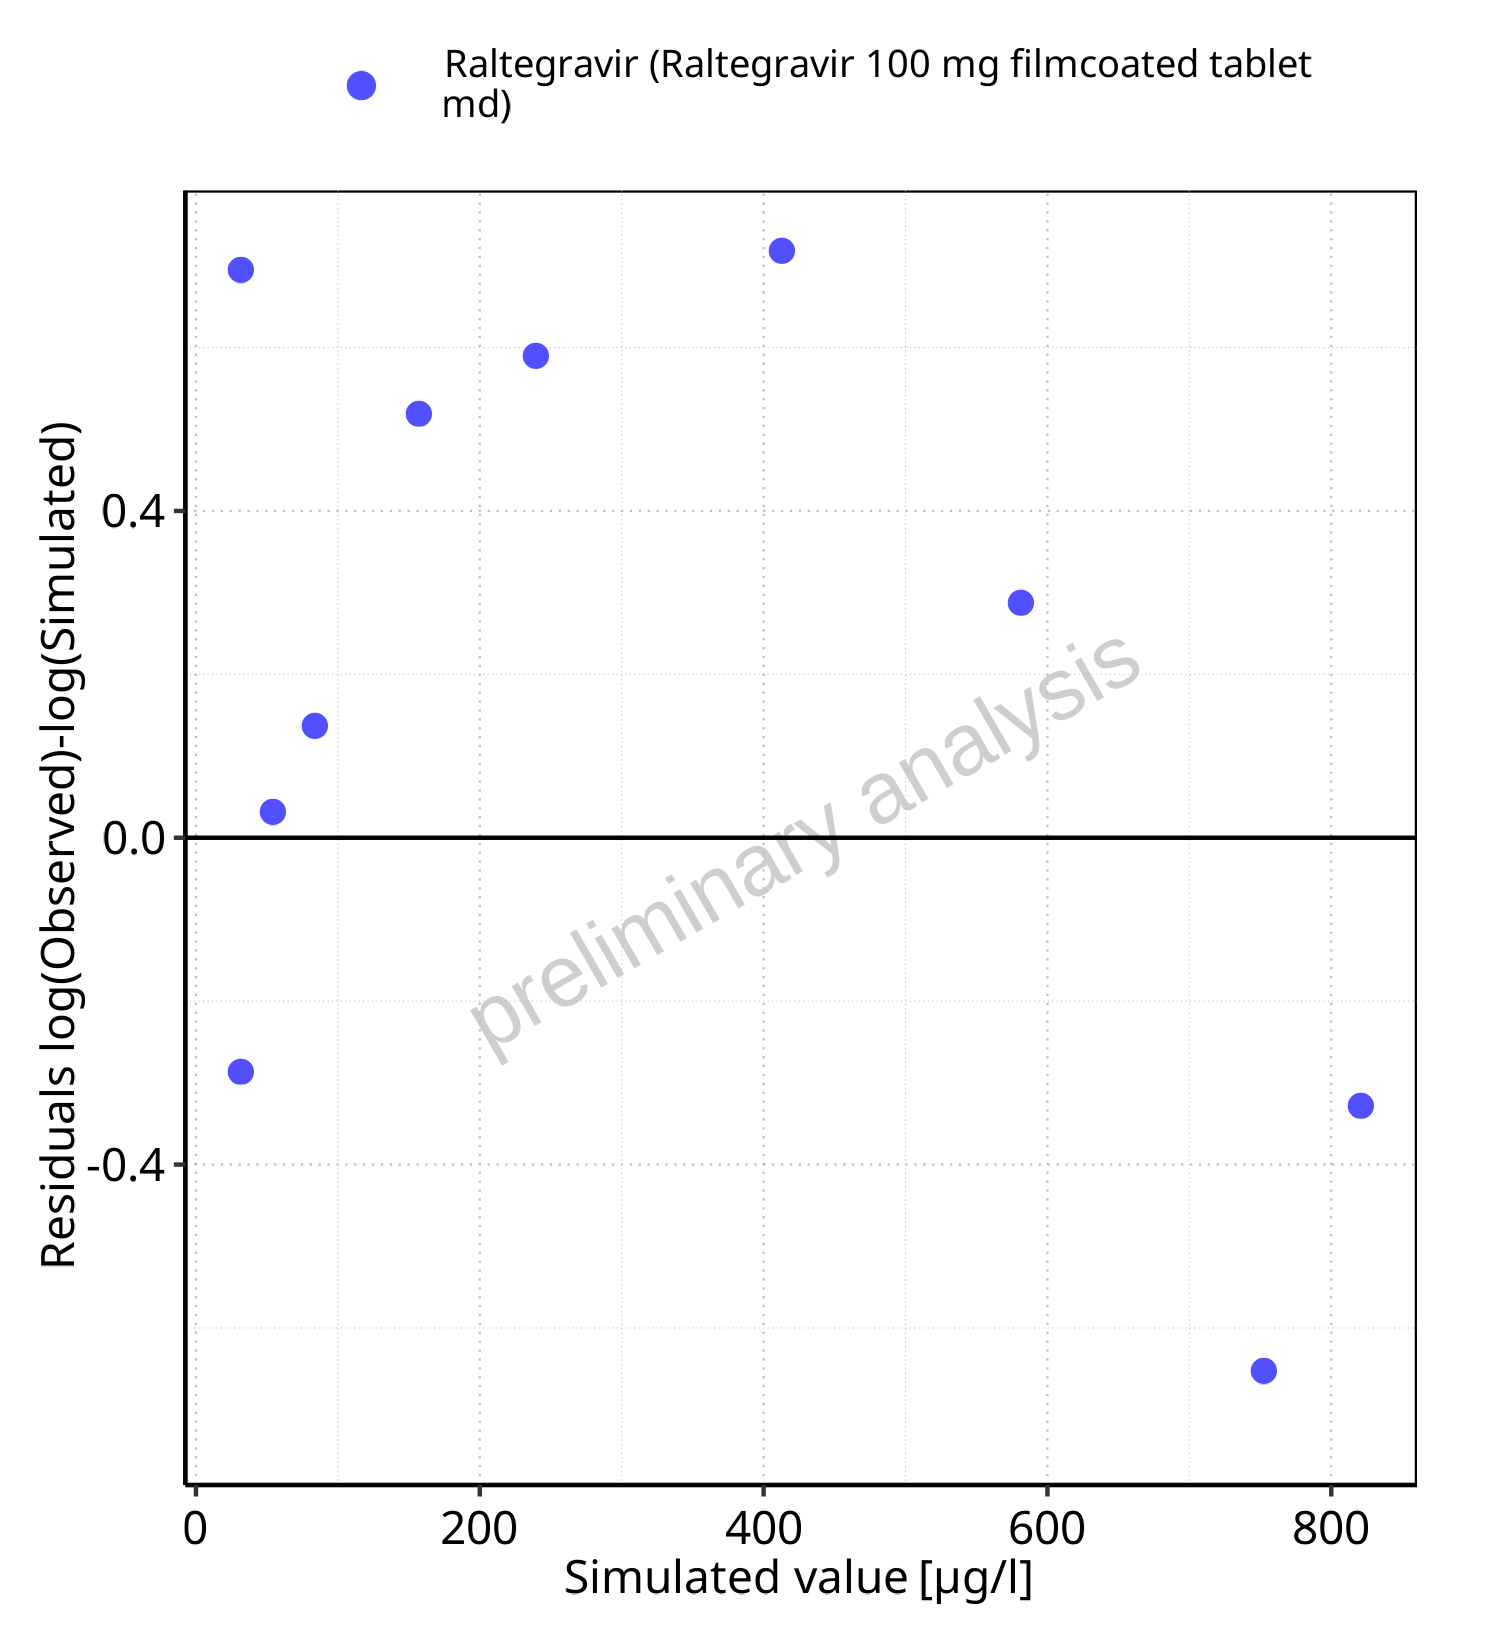 Raltegravir (Raltegravir 100 mg filmcoated tablet
md)
Residuals log(Observed)-log(Simulated)
0.4
0.0
-0.4
preliminary analysis
0 200 400 600 800
Simulated value [µg/l]